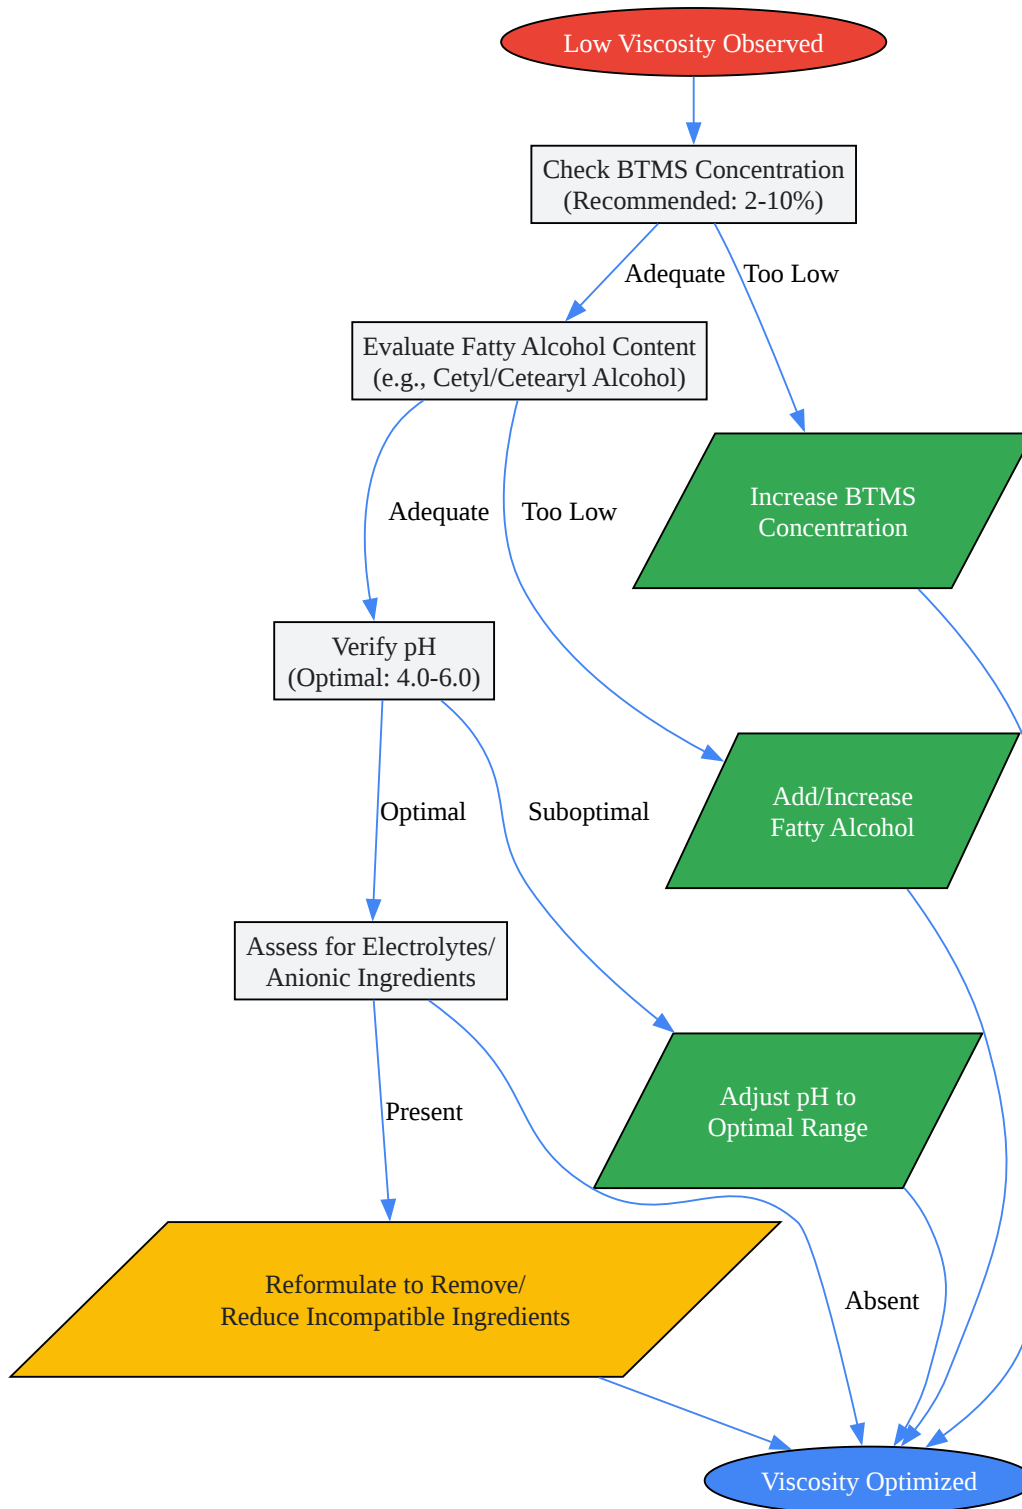 Low Viscosity Observed
Check BTMS Concentration
(Recommended: 2-10%)
Adequate
Too Low
Evaluate Fatty Alcohol Content
(e.g., Cetyl/Cetearyl Alcohol)
Increase BTMS
Concentration
Adequate
Too Low
Verify pH
(Optimal: 4.0-6.0)
Add/Increase
Fatty Alcohol
Optimal
Suboptimal
Assess for Electrolytes/
Anionic Ingredients
Adjust pH to
Optimal Range
Present
Reformulate to Remove/
Reduce Incompatible Ingredients
Absent
Viscosity Optimized